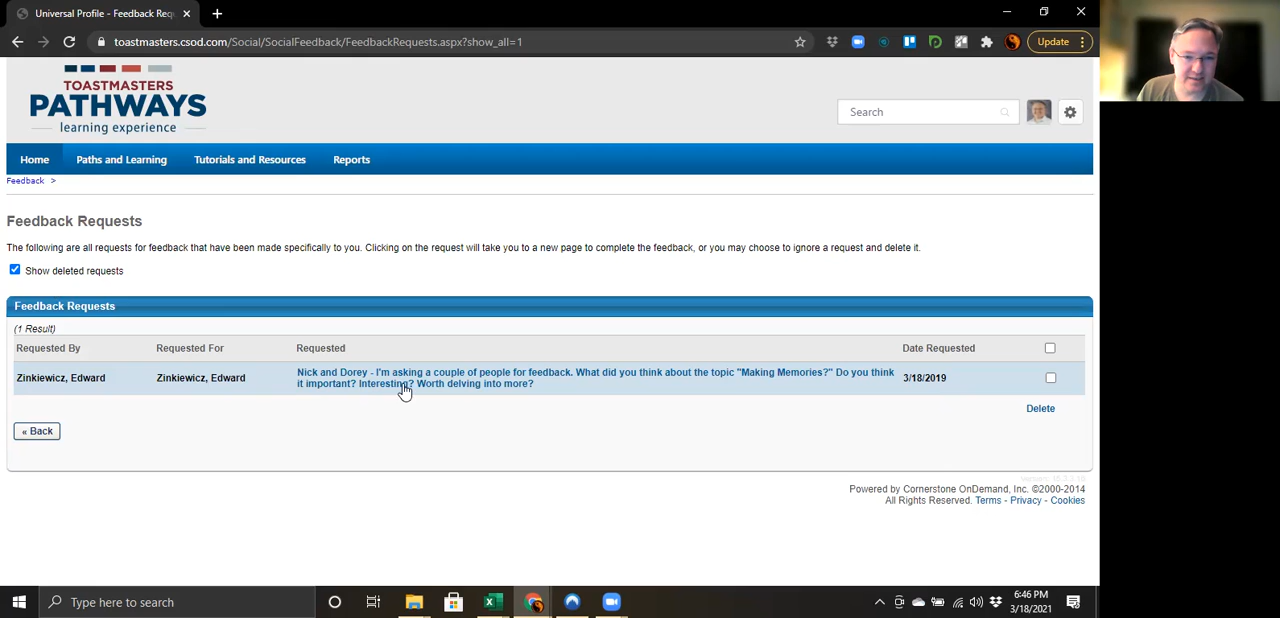 Universal Profile - Feedback Req
toastmasters.csod.com/Social/SocialFeedback/FeedbackRequests.aspx?show_all=1
Update
TOASTMASTERS
PATHWAYS
learning experience
Search
Home Paths and Learning Tutorials and Resources Reports
Feedback >
Feedback Requests
The following are all requests for feedback that have been made specifically to you. Clicking on the request will take you to a new page to complete the feedback, or you may choose to ignore a request and delete it.
Show deleted requests
Feedback Requests
(1 Result)
Requested By Requested For Requested Date Requested
Zinkiewicz, Edward Zinkiewicz, Edward Nick and Dorey - I'm asking a couple of people for feedback. What did you think about the topic "Making Memories?" Do you think 3/18/2019
it important? Interesting? Worth delving into more?
Delete
« Back
Powered by Cornerstone OnDemand, Inc. ©2000-2014
All Rights Reserved. Terms - Privacy - Cookies
Type here to search
6:46 PM
3/18/2021